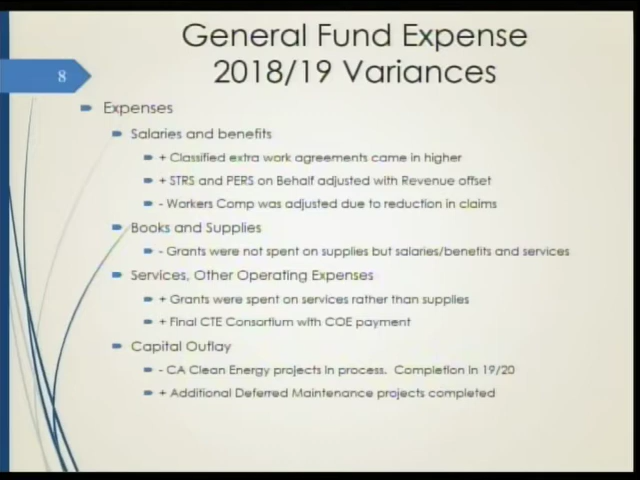 General Fund Expense
2018/19 Variances
8
Expenses
Salaries and benefits
+ Classified extra work agreements came in higher
+ STRS and PERS on Behalf adjusted with Revenue offset
- Workers Comp was adjusted due to reduction in claims
Books and Supplies
- Grants were not spent on supplies but salaries/benefits and services
Services, Other Operating Expenses
+ Grants were spent on services rather than supplies
+ Final CTE Consortium with COE payment
Capital Outlay
- CA Clean Energy projects in process. Completion in 19/20
+ Additional Deferred Maintenance projects completed